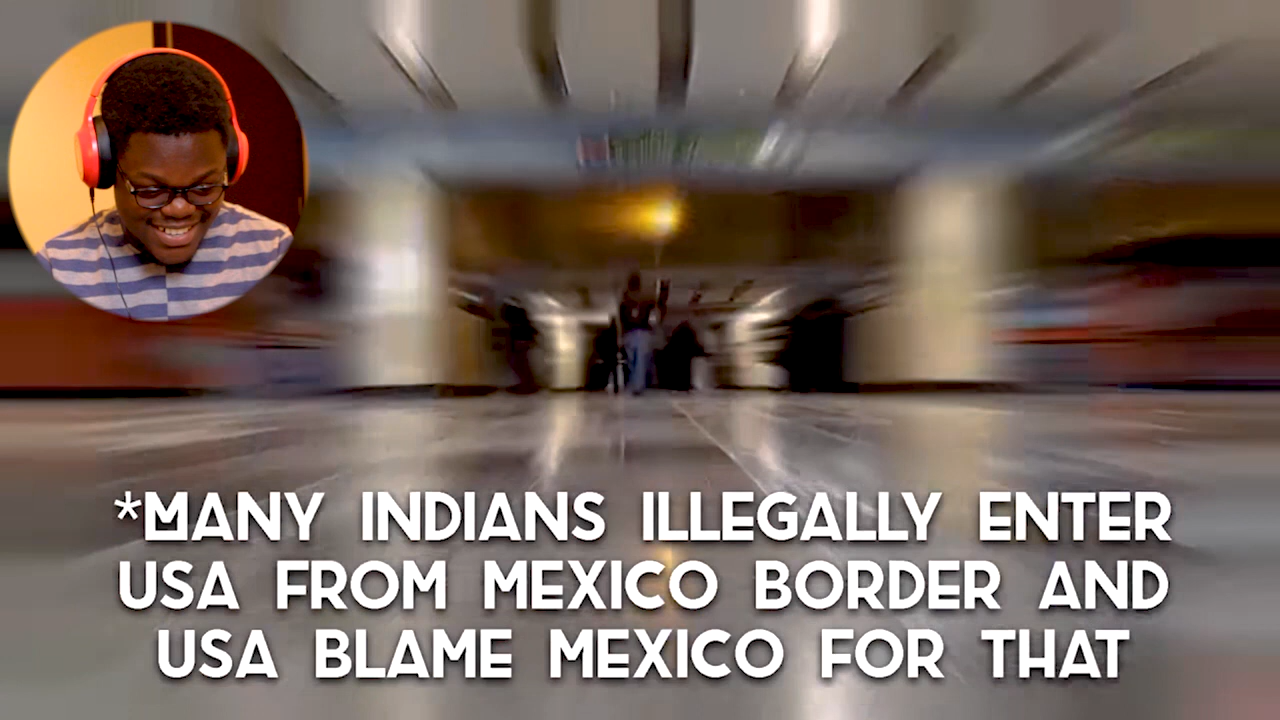 *MANY INDIANS ILLEGALLY ENTER
USA FROM MEXICO BORDER AND
USA BLAME MEXICO FOR THAT